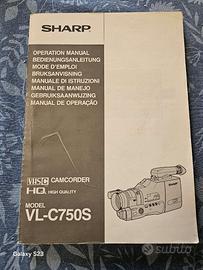 SHARP
OPERATION MANUAL
BEDIENUNGSANLEITUNG
MODE D'EMPLOI
BRUKSANVISNING
MANUALE DI ISTRUZIONI
MANUAL DE MANEJO
GEBRUIKSAANWIJZING
MANUAL DE OPERAÇÃO
VHS C CAMCORDER
HQ HIGH QUALITY
MODEL
VL-C750S
SHARP
Galaxy S23
subito